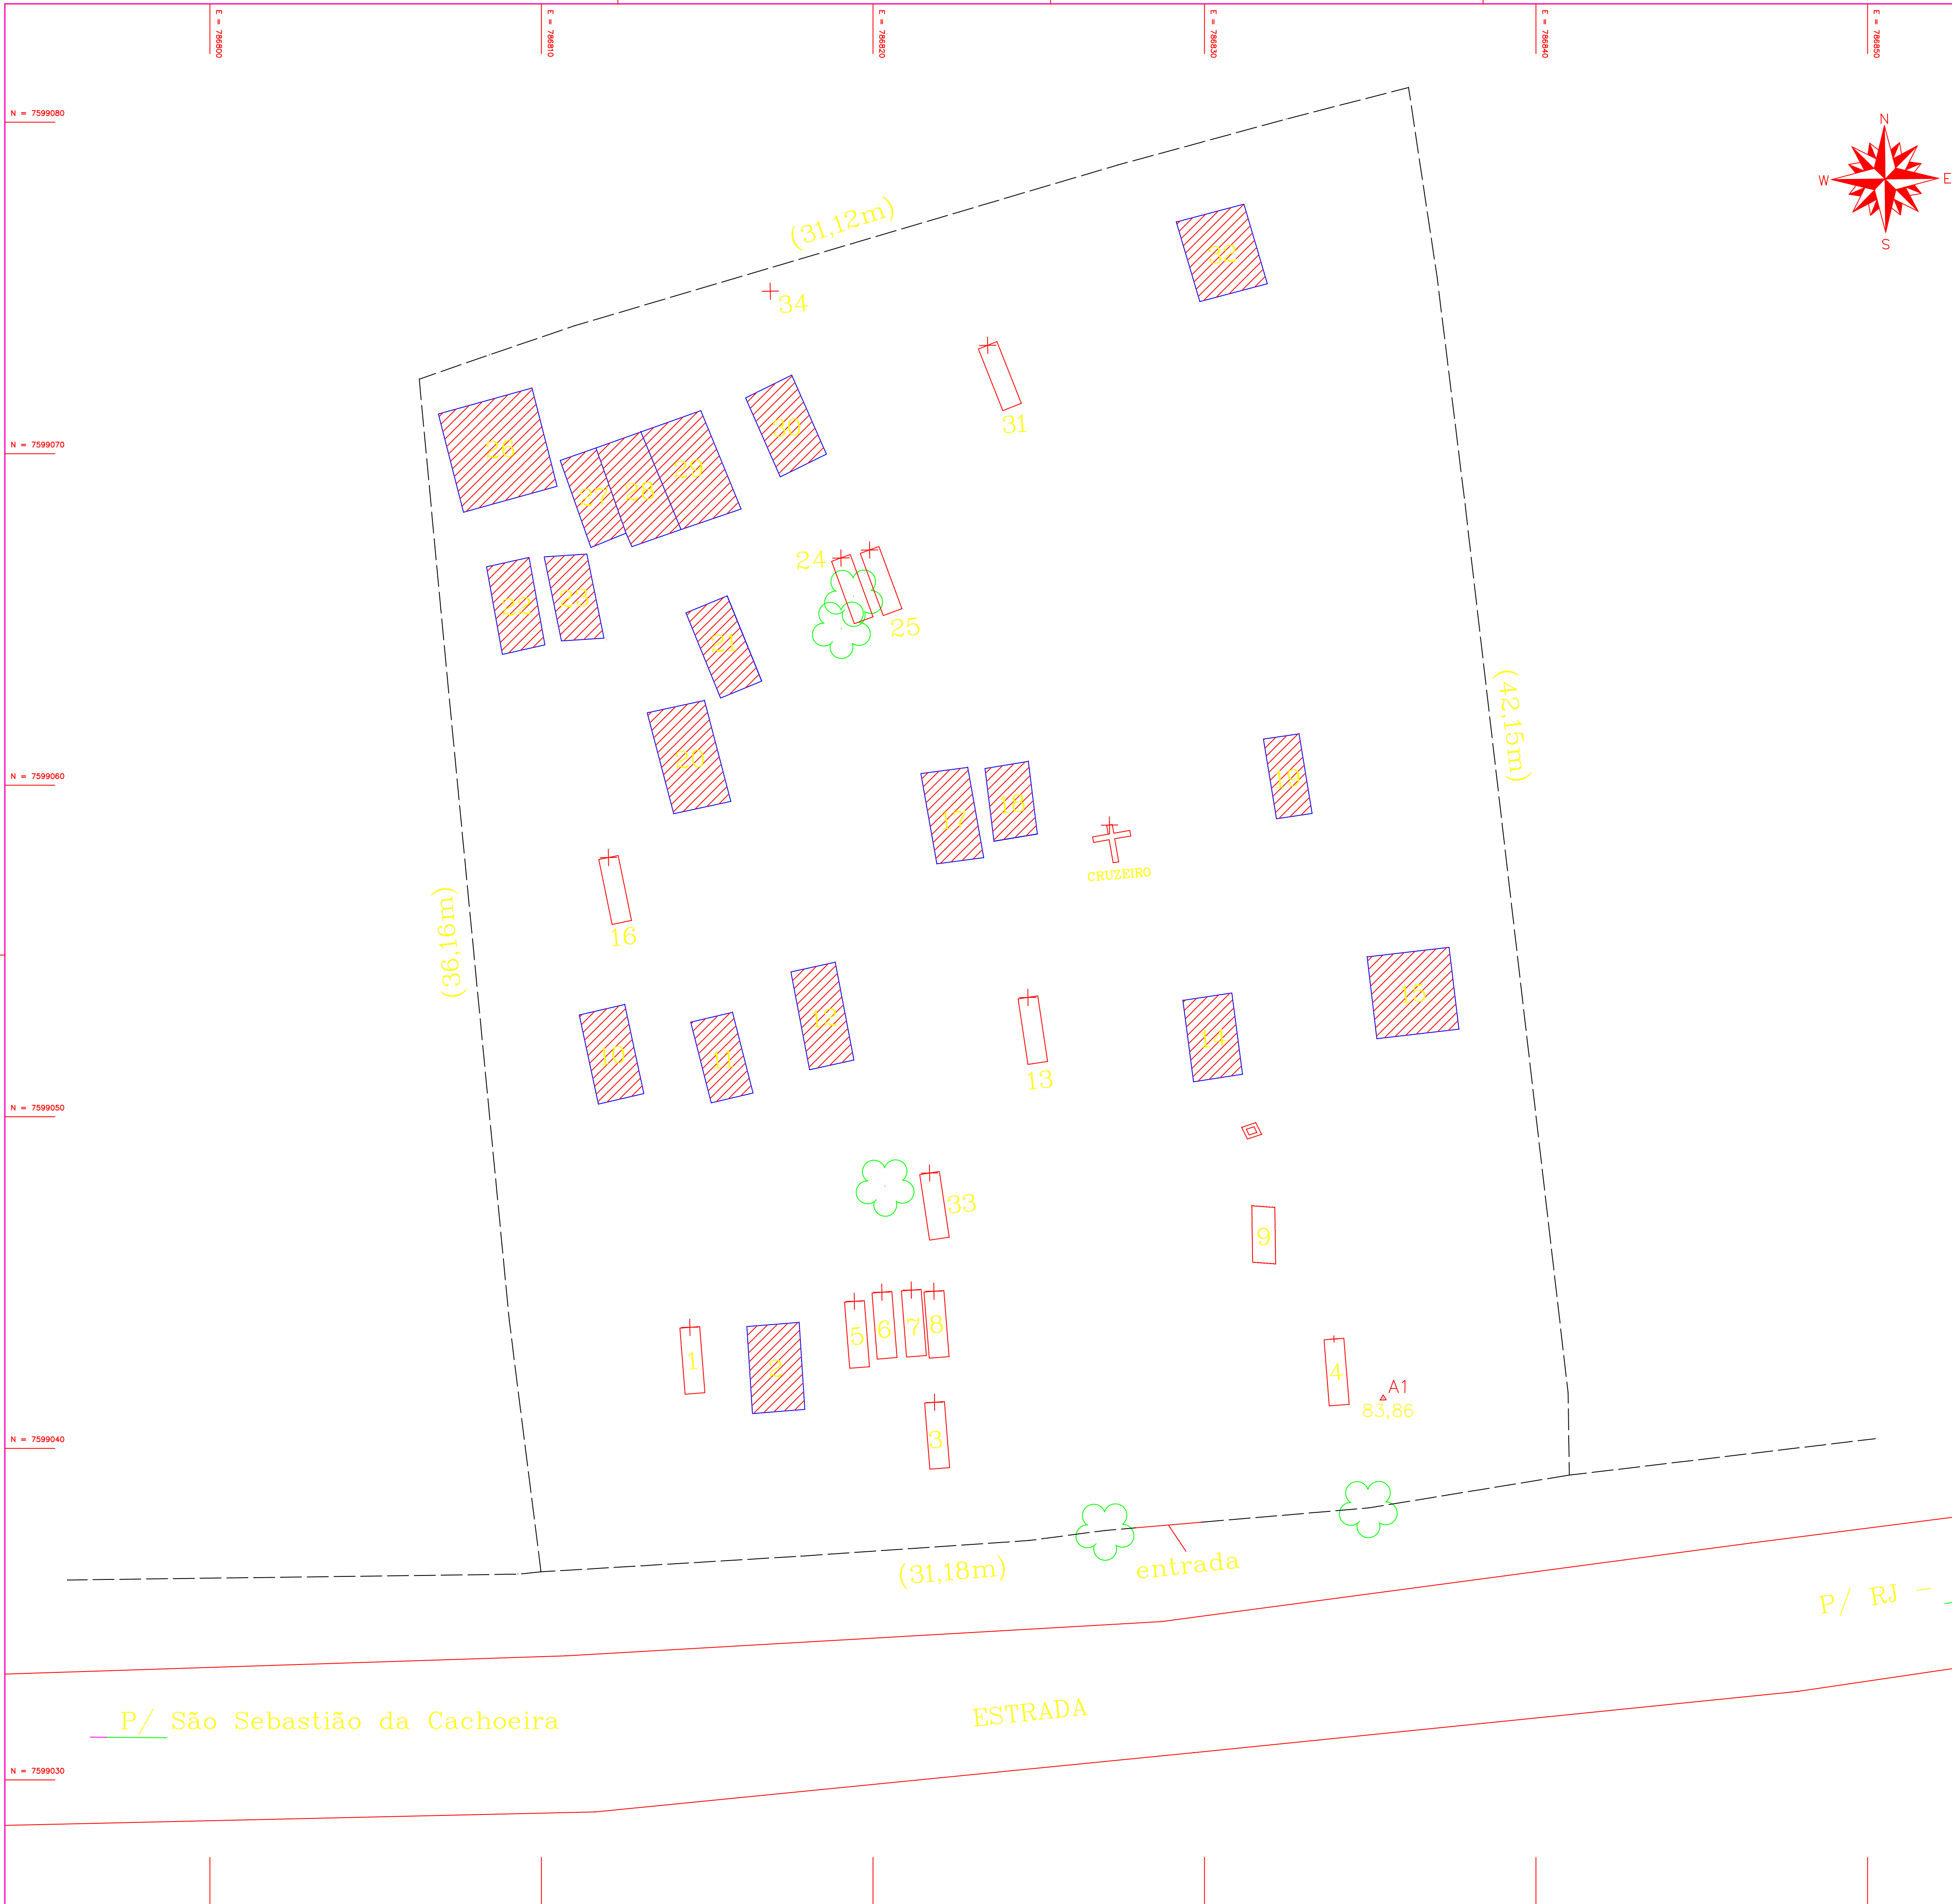 E = 786800
E = 786810
E = 786820
E = 786830
E = 786840
E = 786850
N = 7599080
N
W
E
S
(31,12m)
32
34
31
30
N = 7599070
26
27
28
29
24
25
22
23
21
(42,15m)
20
N = 7599060
19
17
18
CRUZEIRO
(36,19m)
16
15
12
14
10
11
13
N = 7599050
33
9
5
6
7
8
1
2
4
A1
83,86
3
N = 7599040
(31,18m)
entrada
P/ RJ -
P/ São Sebastião da Cachoeira
ESTRADA
N = 7599030